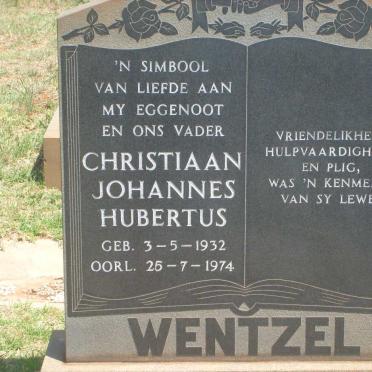 'N SIMBOOL
VAN LIEFDE AAN
MY EGGENOOT
EN ONS VADER
CHRISTIAAN
JOHANNES
HUBERTUS
GEB. 3-5-1932
OORL. 25-7-1974
VRIENDELIKHE
HULPVAARDIGH
EN PLIG,
WAS 'N KENME
VAN SY LEWE
WENTZEL